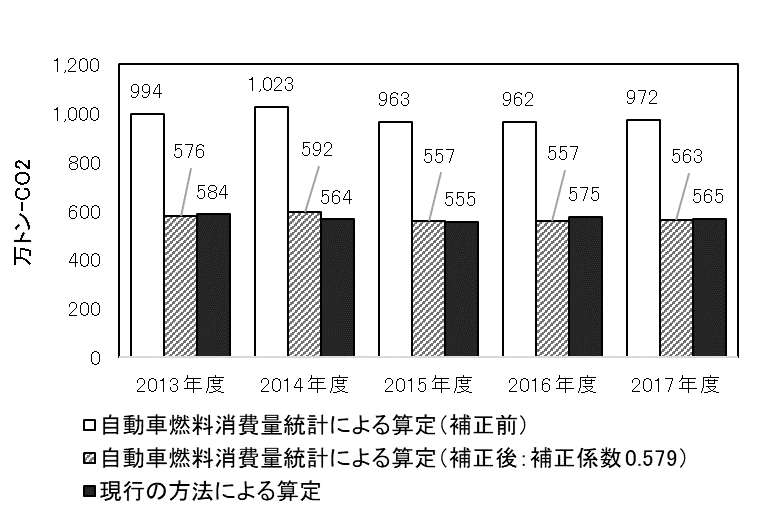 1,200
1,000
800
600
400
200
0
万トン-CO2
994
576
584
1,023
592
564
963
557
555
962
557
575
972
563
565
2013年度
2014年度
2015年度
2016年度
2017年度
自動車燃料消費量統計による算定(補正前)
自動車燃料消費量統計による算定(補正後:補正係数0.579)
現行の方法による算定